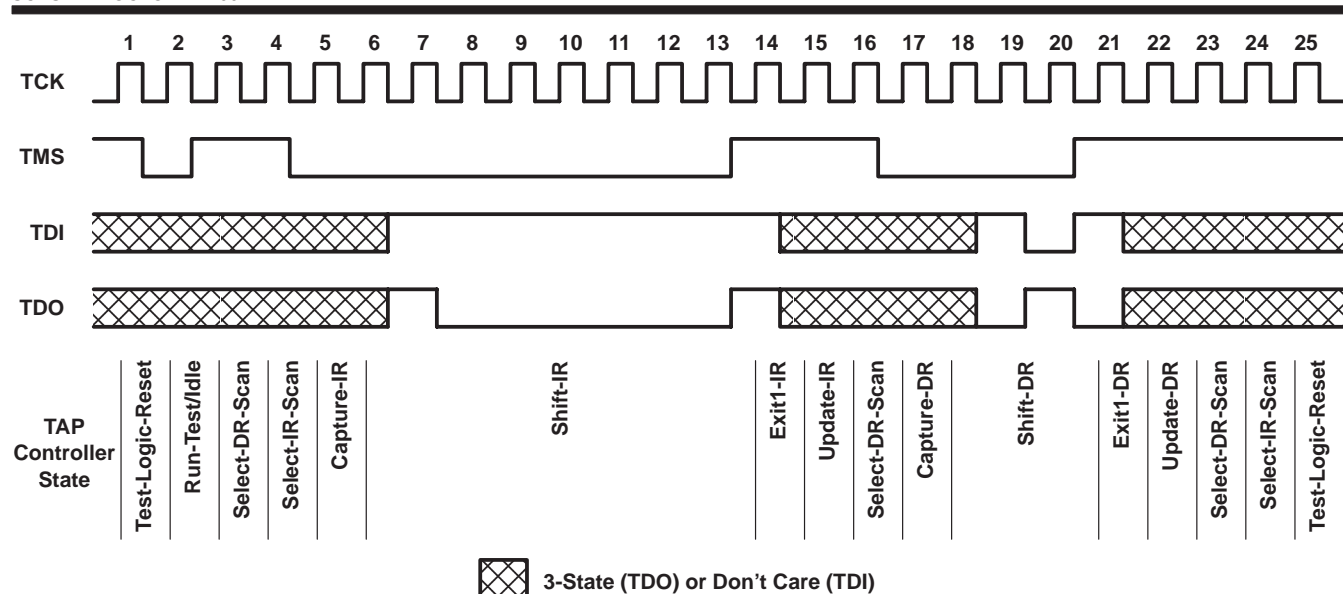 1 2 3 4 5 6 7 8 9 10 11 12 13 14 15 16 17 18 19 20 21 22 23 24 25
TCK
TMS
TDI
TDO
TAP
Controller
State
Test-Logic-Reset
Run-Test/Idle
Select-DR-Scan
Select-IR-Scan
Capture-IR
Shift-IR
Exit1-IR
Update-IR
Select-DR-Scan
Capture-DR
Shift-DR
Exit1-DR
Update-DR
Select-DR-Scan
Select-IR-Scan
Test-Logic-Reset
3-State (TDO) or Don't Care (TDI)